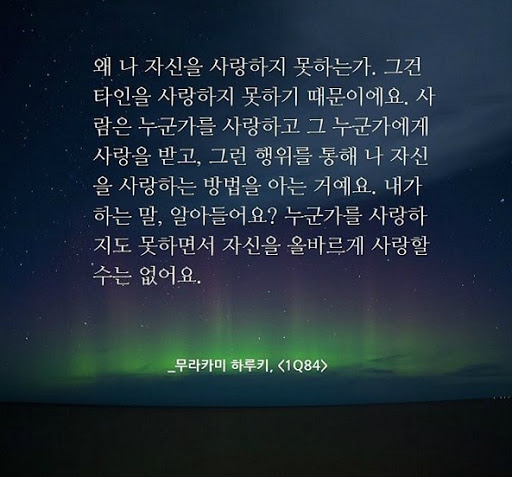 왜 나 자신을 사랑하지 못하는가. 그건
타인을 사랑하지 못하기 때문이에요. 사
람은 누군가를 사랑하고 그 누군가에게
사랑을 받고, 그런 행위를 통해 나 자신
을 사랑하는 방법을 아는 거예요. 내가
하는 말, 알아들어요? 누군가를 사랑하
지도 못하면서 자신을 올바르게 사랑할
수는 없어요.
_무라카미 하루키, <1Q84>